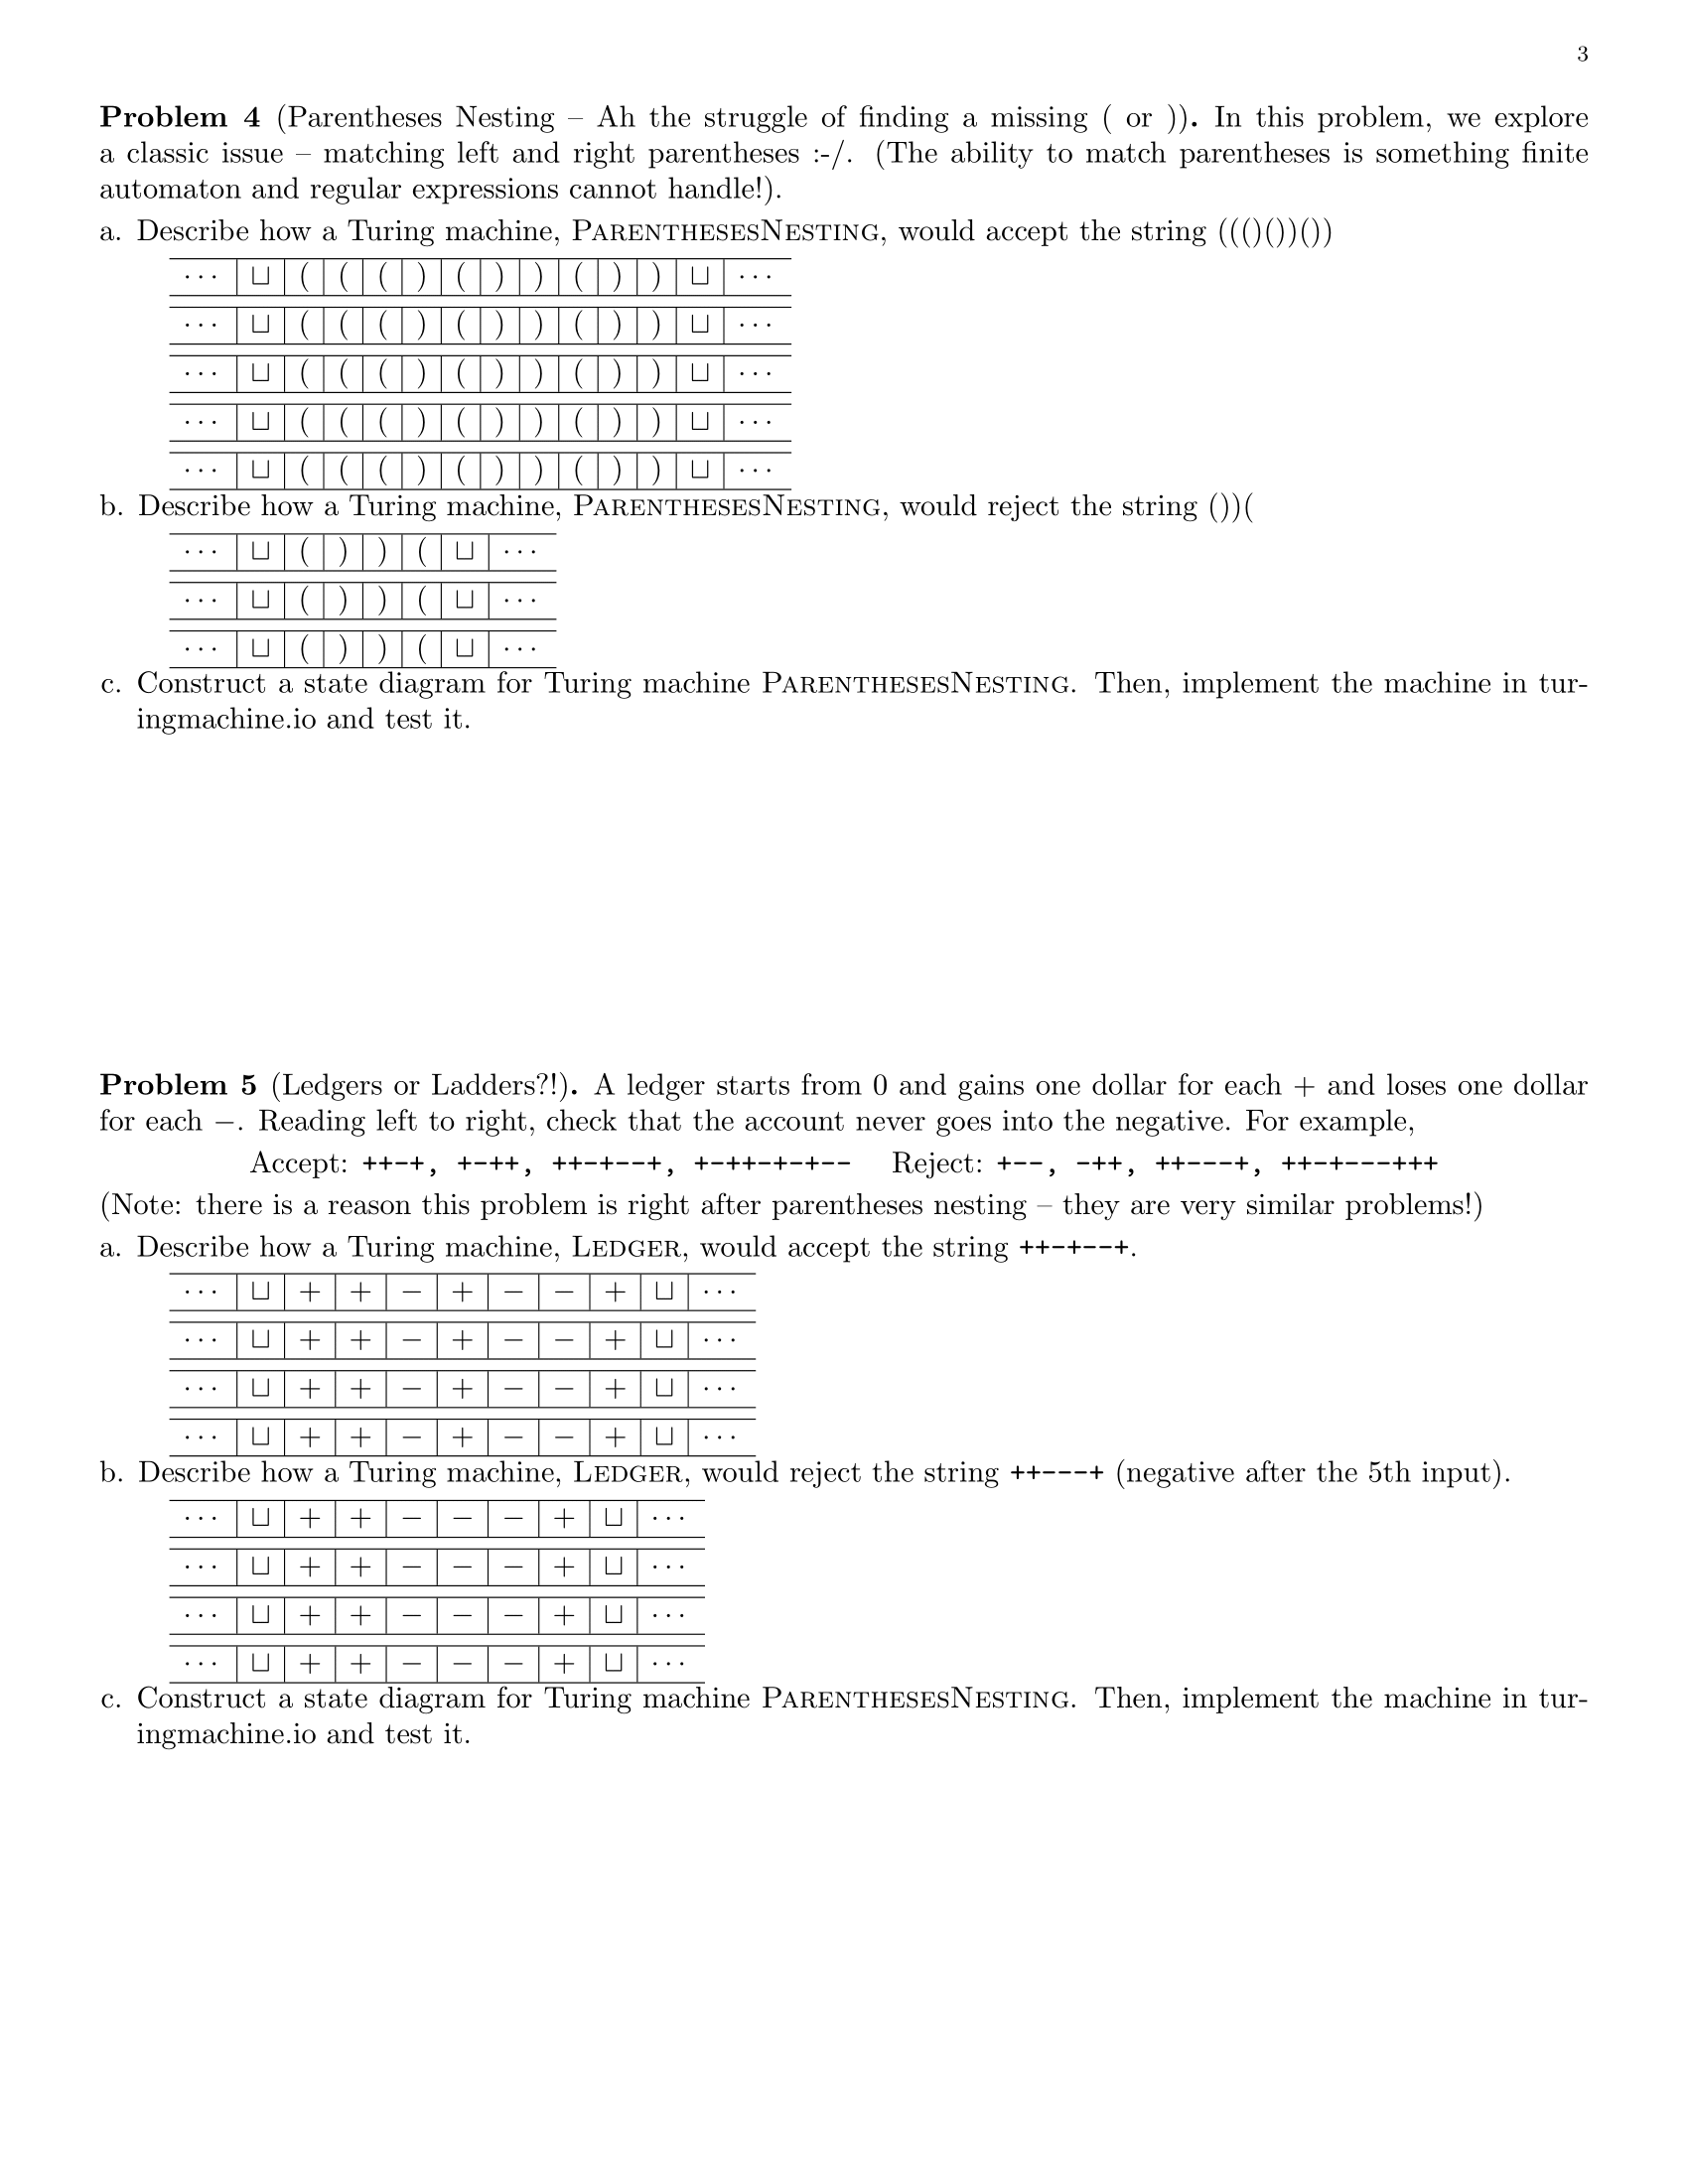 3
Problem 4 (Parentheses Nesting – Ah the struggle of finding a missing ( or )). In this problem, we explore
a classic issue – matching left and right parentheses :-/. (The ability to match parentheses is something finite
automaton and regular expressions cannot handle!).
a. Describe how a Turing machine, PARENTHESESNESTING, would accept the string ((()())())
··· ⊔ ( ( ( ) ( ) ) ( ) ) ⊔ ···
··· ⊔ ( ( ( ) ( ) ) ( ) ) ⊔ ···
··· ⊔ ( ( ( ) ( ) ) ( ) ) ⊔ ···
··· ⊔ ( ( ( ) ( ) ) ( ) ) ⊔ ···
··· ⊔ ( ( ( ) ( ) ) ( ) ) ⊔ ···
b. Describe how a Turing machine, PARENTHESESNESTING, would reject the string ())(
··· ⊔ ( ) ) ( ⊔ ···
··· ⊔ ( ) ) ( ⊔ ···
··· ⊔ ( ) ) ( ⊔ ···
c. Construct a state diagram for Turing machine PARENTHESESNESTING. Then, implement the machine in tur-
ingmachine.io and test it.
Problem 5 (Ledgers or Ladders?!). A ledger starts from 0 and gains one dollar for each + and loses one dollar
for each −. Reading left to right, check that the account never goes into the negative. For example,
Accept: ++-+, +-++, ++-+--+, +-++-+-+-- Reject: +--, -++, ++---+, ++-+---+++
(Note: there is a reason this problem is right after parentheses nesting – they are very similar problems!)
a. Describe how a Turing machine, LEDGER, would accept the string ++-+--+.
··· ⊔ + + − + − − + ⊔ ···
··· ⊔ + + − + − − + ⊔ ···
··· ⊔ + + − + − − + ⊔ ···
··· ⊔ + + − + − − + ⊔ ···
b. Describe how a Turing machine, LEDGER, would reject the string ++---+ (negative after the 5th input).
··· ⊔ + + − − − + ⊔ ···
··· ⊔ + + − − − + ⊔ ···
··· ⊔ + + − − − + ⊔ ···
··· ⊔ + + − − − + ⊔ ···
c. Construct a state diagram for Turing machine PARENTHESESNESTING. Then, implement the machine in tur-
ingmachine.io and test it.